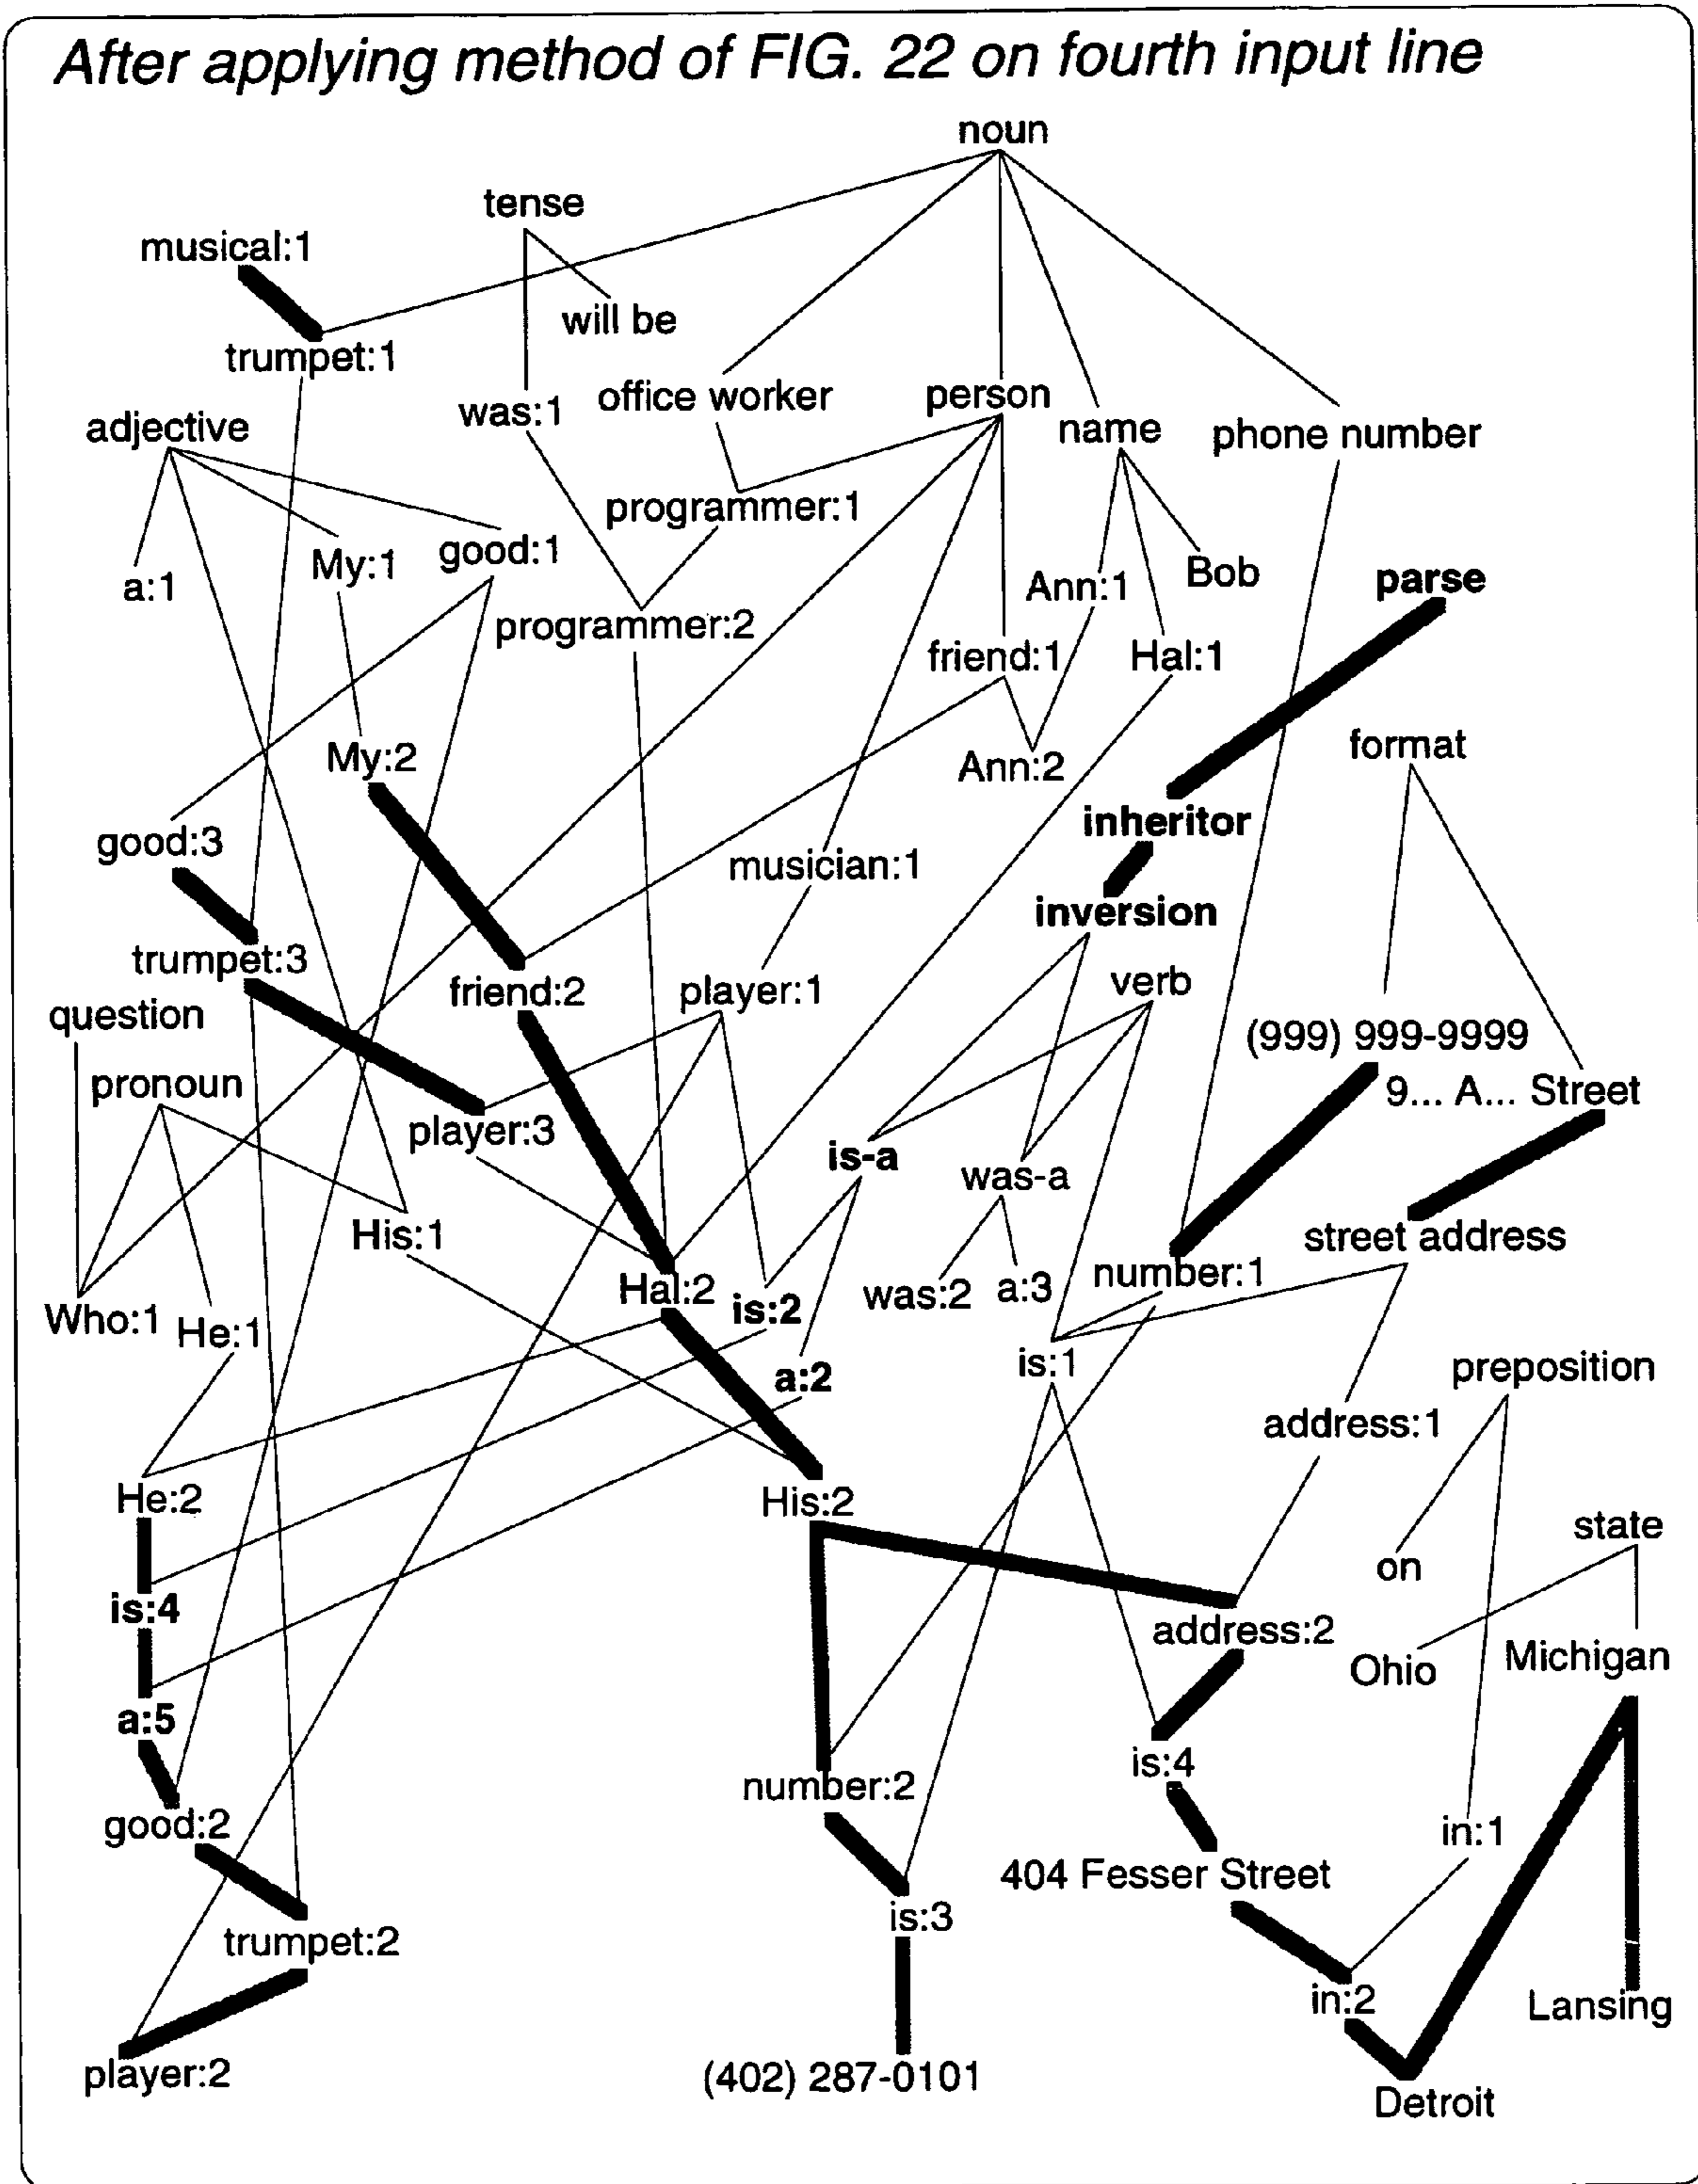 After applying method of FIG. 22 on fourth input line
noun
tense
musical:1
will be
trumpet:1
office worker
person
was:1
adjective
name
phone number
programmer:1
good:1
My:1
a:1
Ann:1
Bob
parse
programmer:2
friend:1
Hal:1
format
My:2
Ann:2
inheritor
good:3
musician:1
inversion
trumpet:3
verb
friend:2
player:1
question
(999) 999-9999
pronoun
9... A... Street
player:3
is-a
was-a
His:1
street address
number:1
Hal:2
is:2
was:2
a:3
Who:1
He:1
is:1
preposition
a:2
address:1
He:2
His:2
state
on
is:4
address:2
Ohio
Michigan
a:5
is:4
number:2
good:2
in:1
404 Fesser Street
is:3
trumpet:2
in:2
Lansing
player:2
(402) 287-0101
Detroit